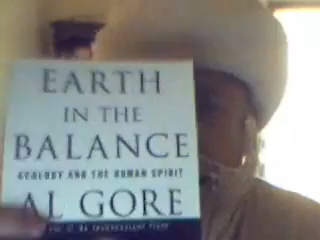 EARTH
IN THE
BALANCE
ECOLOGY AND THE HUMAN SPIRIT
AL GORE